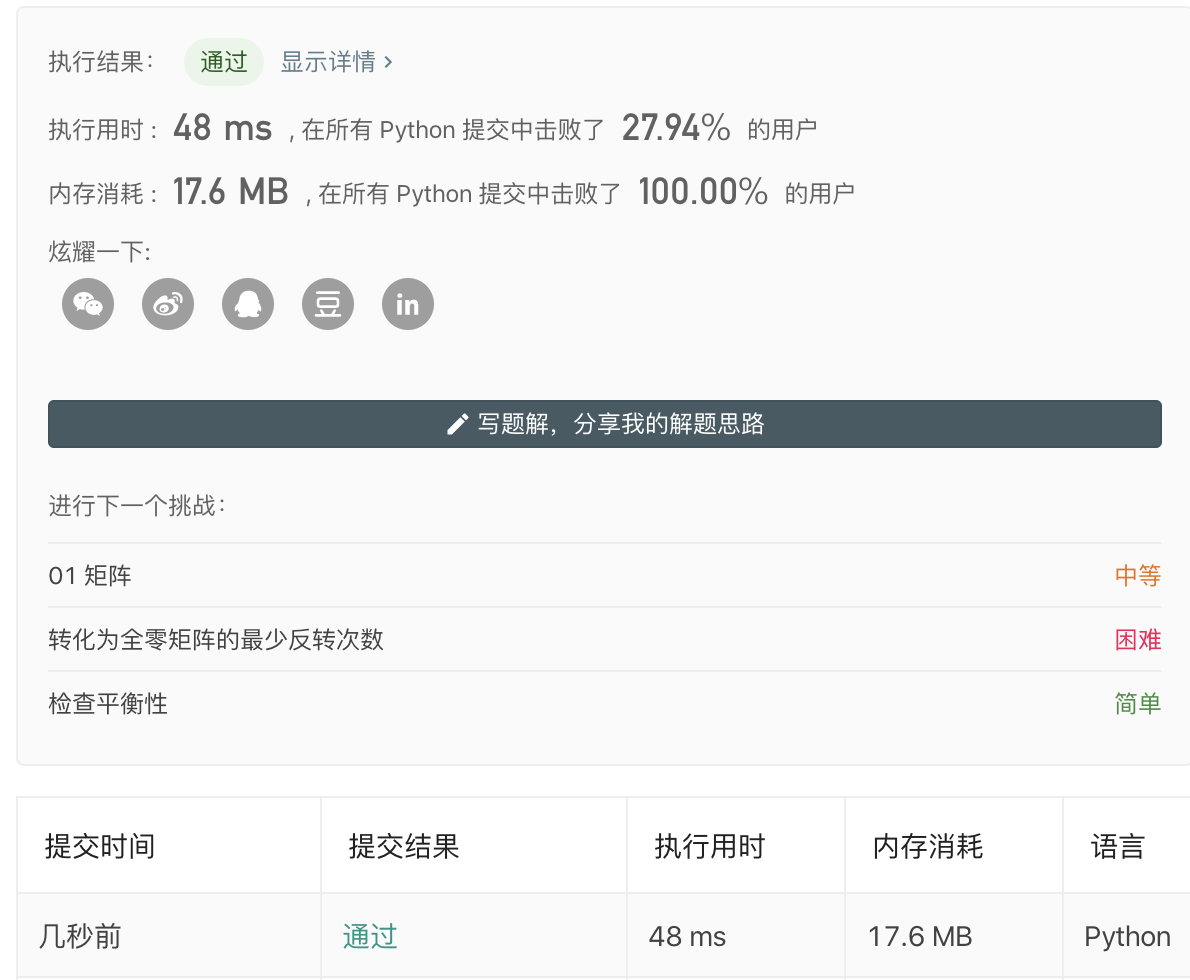 执行结果： 通过 显示详情 ›
执行用时 : 48 ms , 在所有 Python 提交中击败了 27.94% 的用户
内存消耗 : 17.6 MB , 在所有 Python 提交中击败了 100.00% 的用户
炫耀一下:
豆 in
写题解，分享我的解题思路
进行下一个挑战：
01 矩阵 中等
转化为全零矩阵的最少反转次数 困难
检查平衡性 简单
提交时间 提交结果 执行用时 内存消耗 语言
几秒前 通过 48 ms 17.6 MB Python